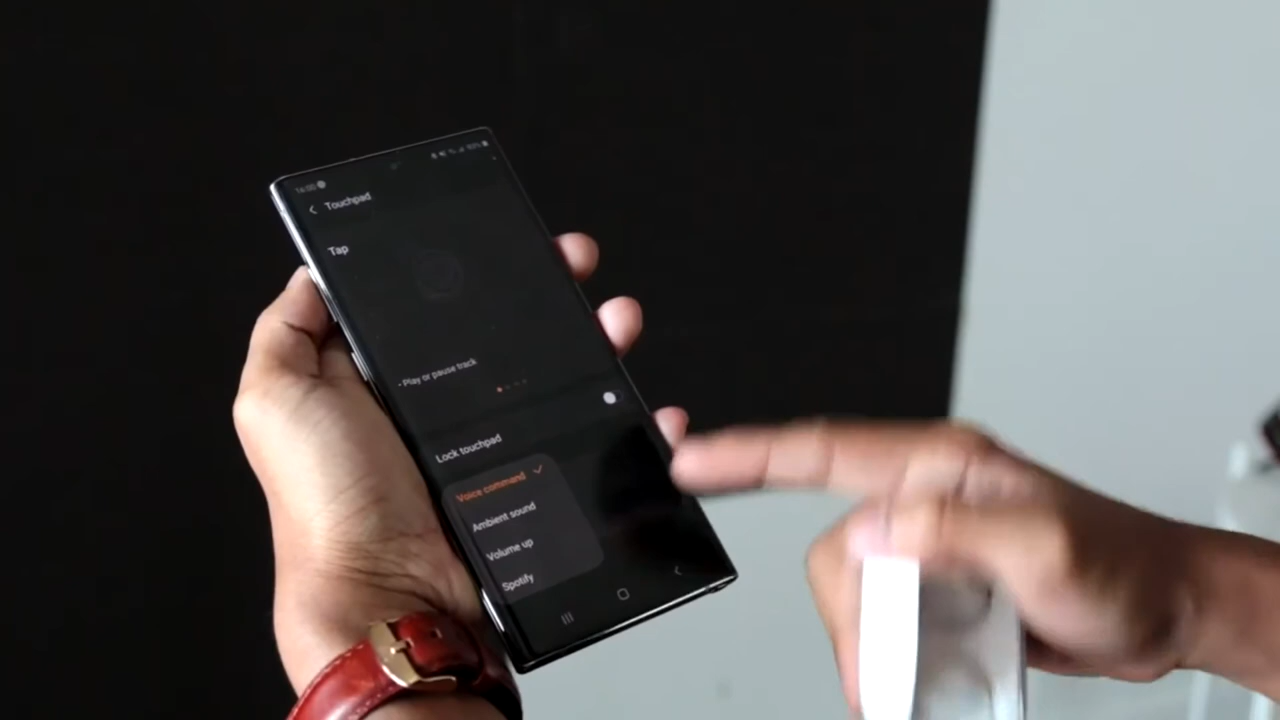 Touchpad
Tap
- Play or pause track
Lock touchpad
Voice command
Ambient sound
Volume up
Spotify